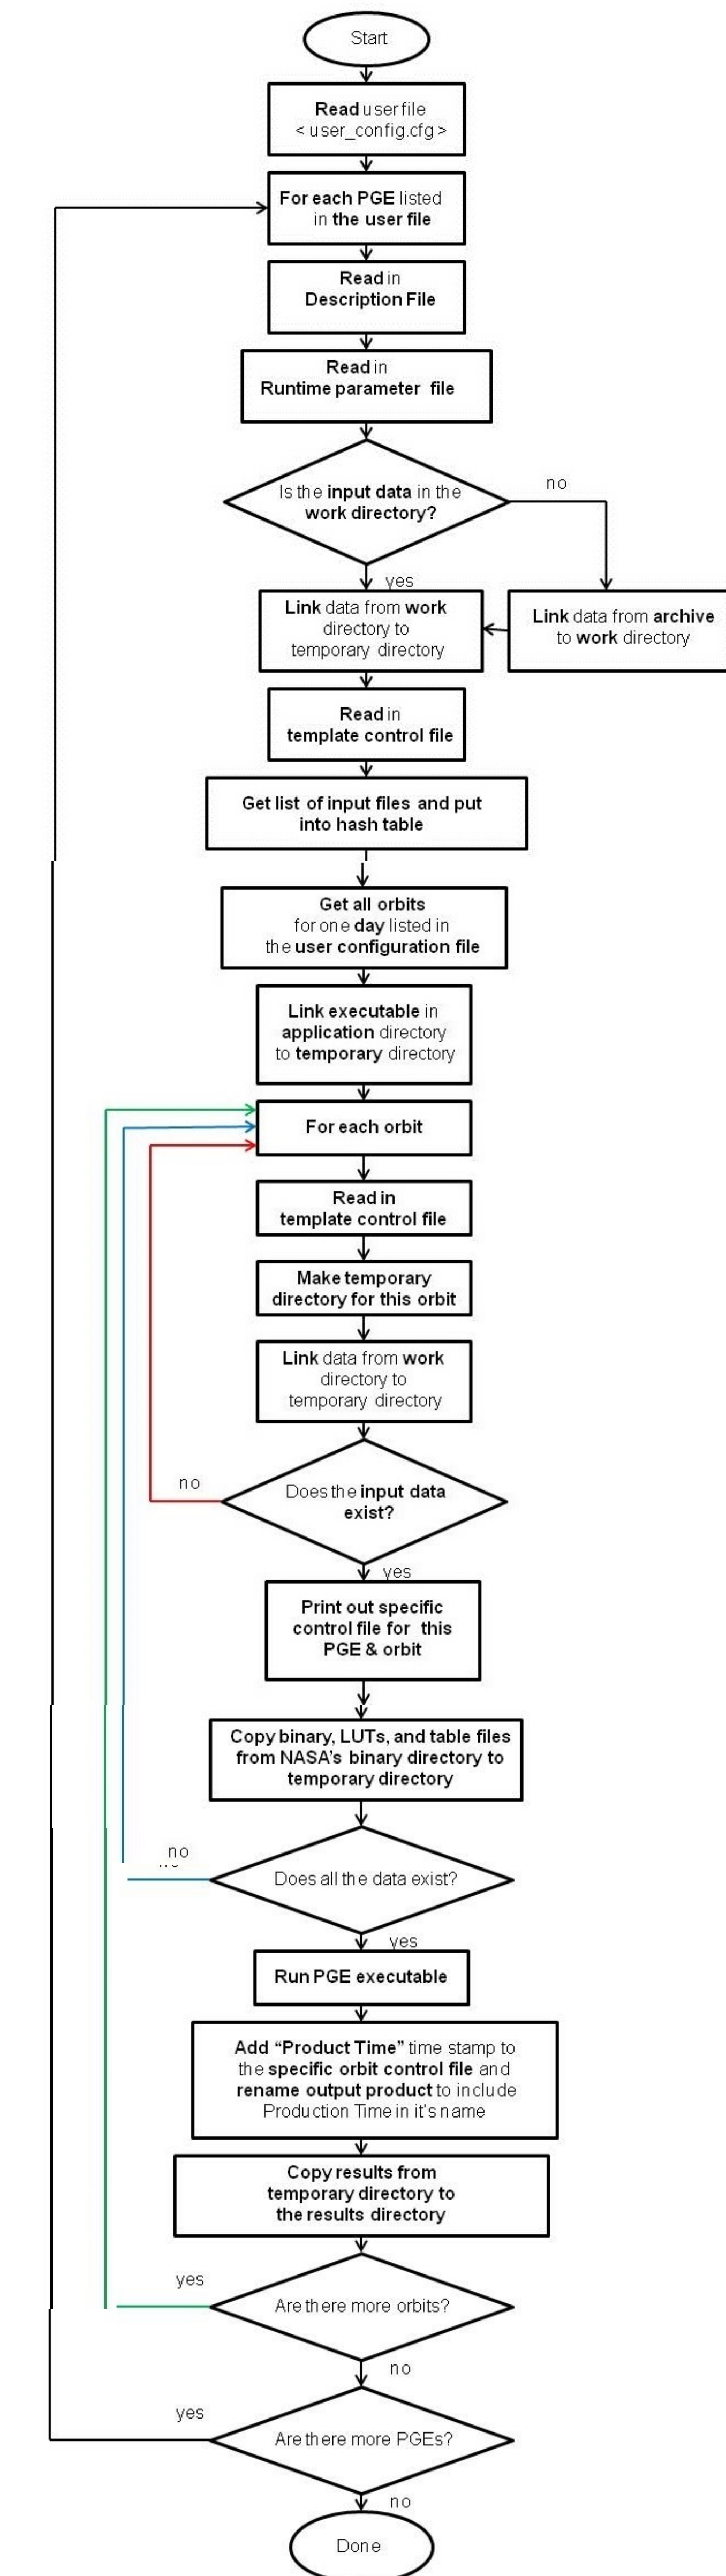 Start
Read user file
< user_config.cfg >
For each PGE listed
in the user file
Read in
Description File
Read in
Runtime parameter file
Is the input data in the
work directory?
no
yes
Link data from work
directory to
temporary directory
Link data from archive
to work directory
Read in
template control file
Get list of input files and put
into hash table
Get all orbits
for one day listed in
the user configuration file
Link executable in
application directory
to temporary directory
For each orbit
Read in
template control file
Make temporary
directory for this orbit
Link data from work
directory to
temporary directory
Does the input data
exist?
no
yes
Print out specific
control file for this
PGE & orbit
Copy binary, LUTs, and table files
from NASA's binary directory to
temporary directory
no
Does all the data exist?
yes
Run PGE executable
Add “Product Time” time stamp to
the specific orbit control file and
rename output product to include
Production Time in it's name
Copy results from
temporary directory to
the results directory
yes
Are there more orbits?
no
yes
Are there more PGEs?
no
Done